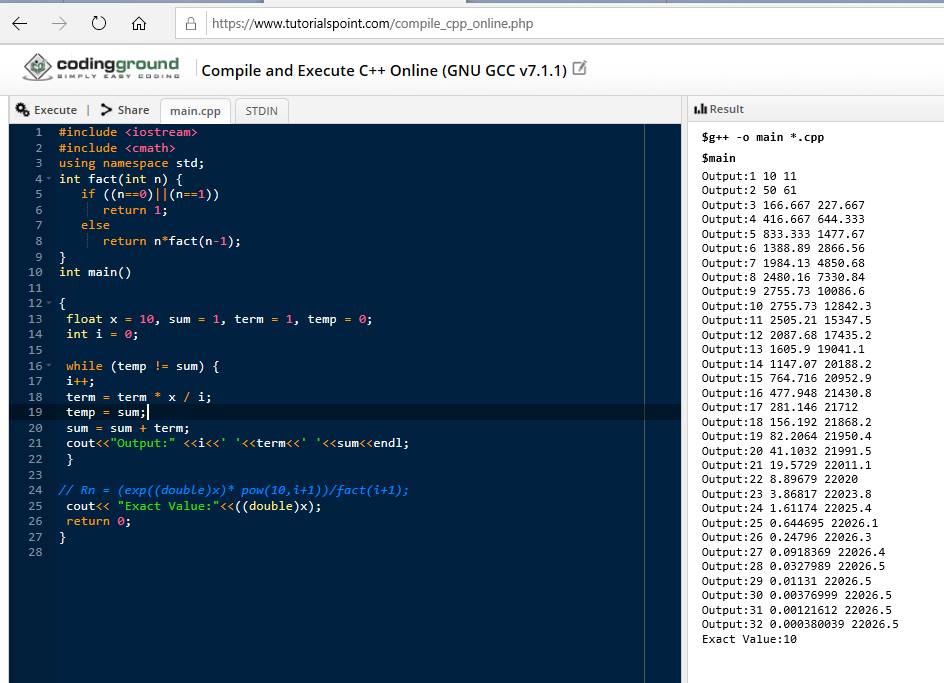 https://www.tutorialspoint.com/compile_cpp_online.php
codingground
SIMPLY EASY CODING
Compile and Execute C++ Online (GNU GCC v7.1.1)
Execute | Share main.cpp STDIN
1 #include <iostream>
2 #include <cmath>
3 using namespace std;
4 int fact(int n) {
5 if ((n==0)||(n==1))
6 return 1;
7 else
8 return n*fact(n-1);
9 }
10 int main()
11
12 {
13 float x = 10, sum = 1, term = 1, temp = 0;
14 int i = 0;
15
16 while (temp != sum) {
17 i++;
18 term = term * x / i;
19 temp = sum;
20 sum = sum + term;
21 cout<<"Output:" <<i<<' '<<term<<' '<<sum<<endl;
22 }
23
24 // Rn = (exp((double)x)* pow(10,i+1))/fact(i+1);
25 cout<< "Exact Value:"<<((double)x);
26 return 0;
27 }
28
Result
$g++ -o main *.cpp
$main
Output:1 10 11
Output:2 50 61
Output:3 166.667 227.667
Output:4 416.667 644.333
Output:5 833.333 1477.67
Output:6 1388.89 2866.56
Output:7 1984.13 4850.68
Output:8 2480.16 7330.84
Output:9 2755.73 10086.6
Output:10 2755.73 12842.3
Output:11 2505.21 15347.5
Output:12 2087.68 17435.2
Output:13 1605.9 19041.1
Output:14 1147.07 20188.2
Output:15 764.716 20952.9
Output:16 477.948 21430.8
Output:17 281.146 21712
Output:18 156.192 21868.2
Output:19 82.2064 21950.4
Output:20 41.1032 21991.5
Output:21 19.5729 22011.1
Output:22 8.89679 22020
Output:23 3.86817 22023.8
Output:24 1.61174 22025.4
Output:25 0.644695 22026.1
Output:26 0.24796 22026.3
Output:27 0.0918369 22026.4
Output:28 0.0327989 22026.5
Output:29 0.01131 22026.5
Output:30 0.00376999 22026.5
Output:31 0.00121612 22026.5
Output:32 0.000380039 22026.5
Exact Value:10